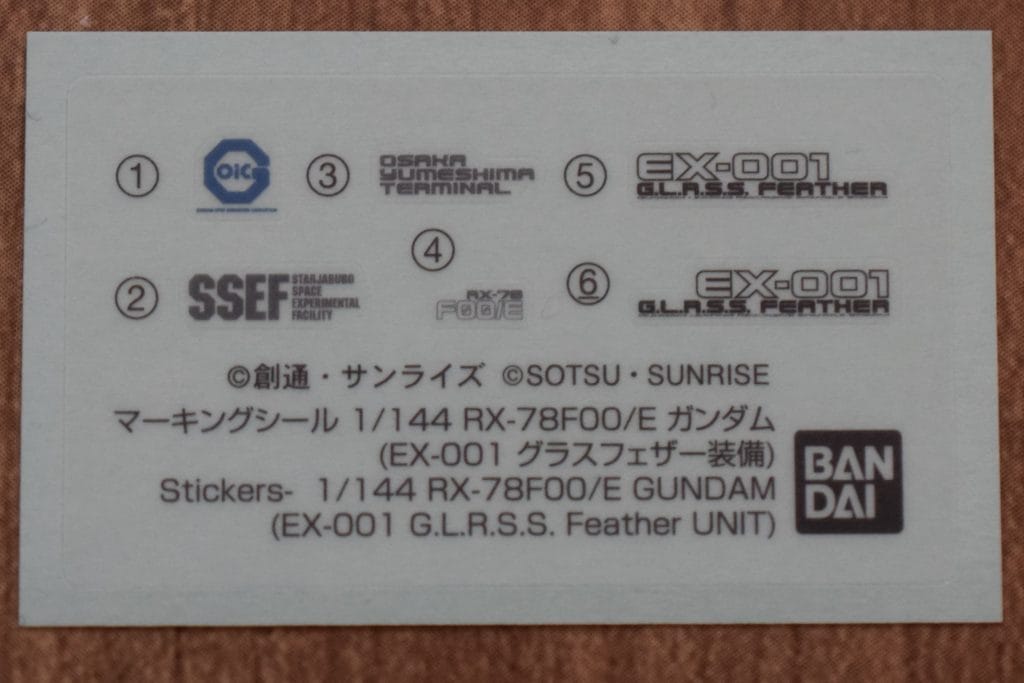 ①
OICG
③
OSAKA
YUMESHIMA
TERMINAL
⑤
EX-001
G.L.R.S.S. FEATHER
②
SSEF
STARJABURO
SPACE
EXPERIMENTAL
FACILITY
④
RX-78
F00/E
⑥
EX-001
G.L.R.S.S. FEATHER
©創通・サンライズ ©SOTSU・SUNRISE
マーキングシール 1/144 RX-78F00/E ガンダム
(EX-001 グラスフェザー装備)
Stickers- 1/144 RX-78F00/E GUNDAM
(EX-001 G.L.R.S.S. Feather UNIT)
BAN
DAI